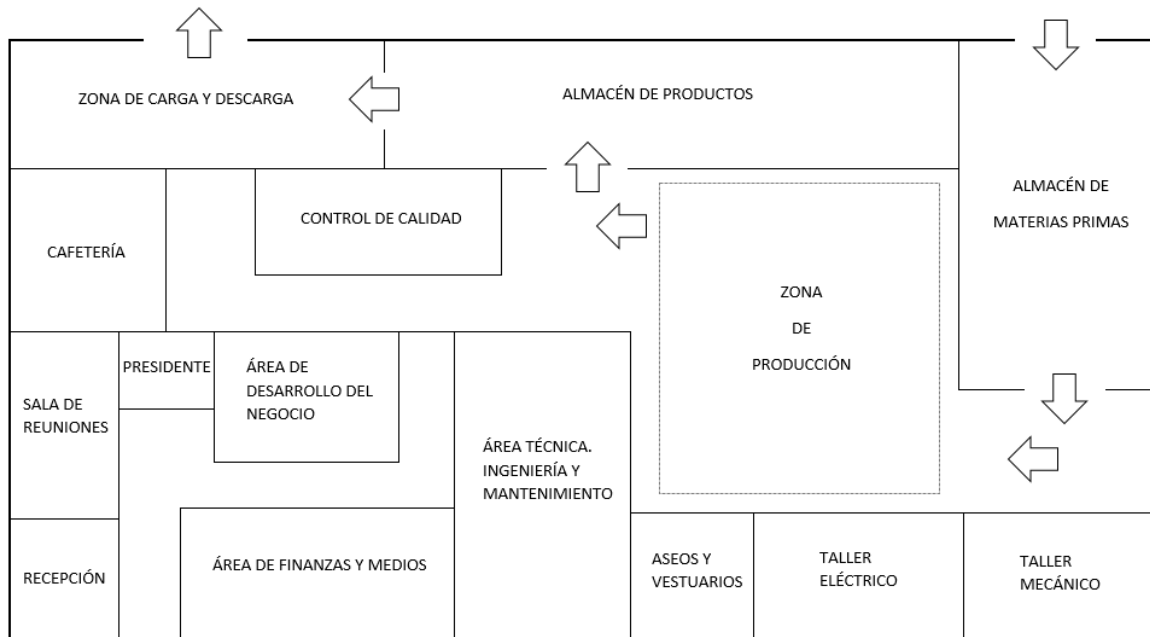 ZONA DE CARGA Y DESCARGA
ALMACÉN DE PRODUCTOS
ALMACÉN DE
MATERIAS PRIMAS
CONTROL DE CALIDAD
CAFETERÍA
ZONA
DE
PRODUCCIÓN
PRESIDENTE
ÁREA DE
DESARROLLO DEL
NEGOCIO
SALA DE
REUNIONES
ÁREA TÉCNICA.
INGENIERÍA Y
MANTENIMIENTO
RECEPCIÓN
ÁREA DE FINANZAS Y MEDIOS
ASEOS Y
VESTUARIOS
TALLER
ELÉCTRICO
TALLER
MECÁNICO